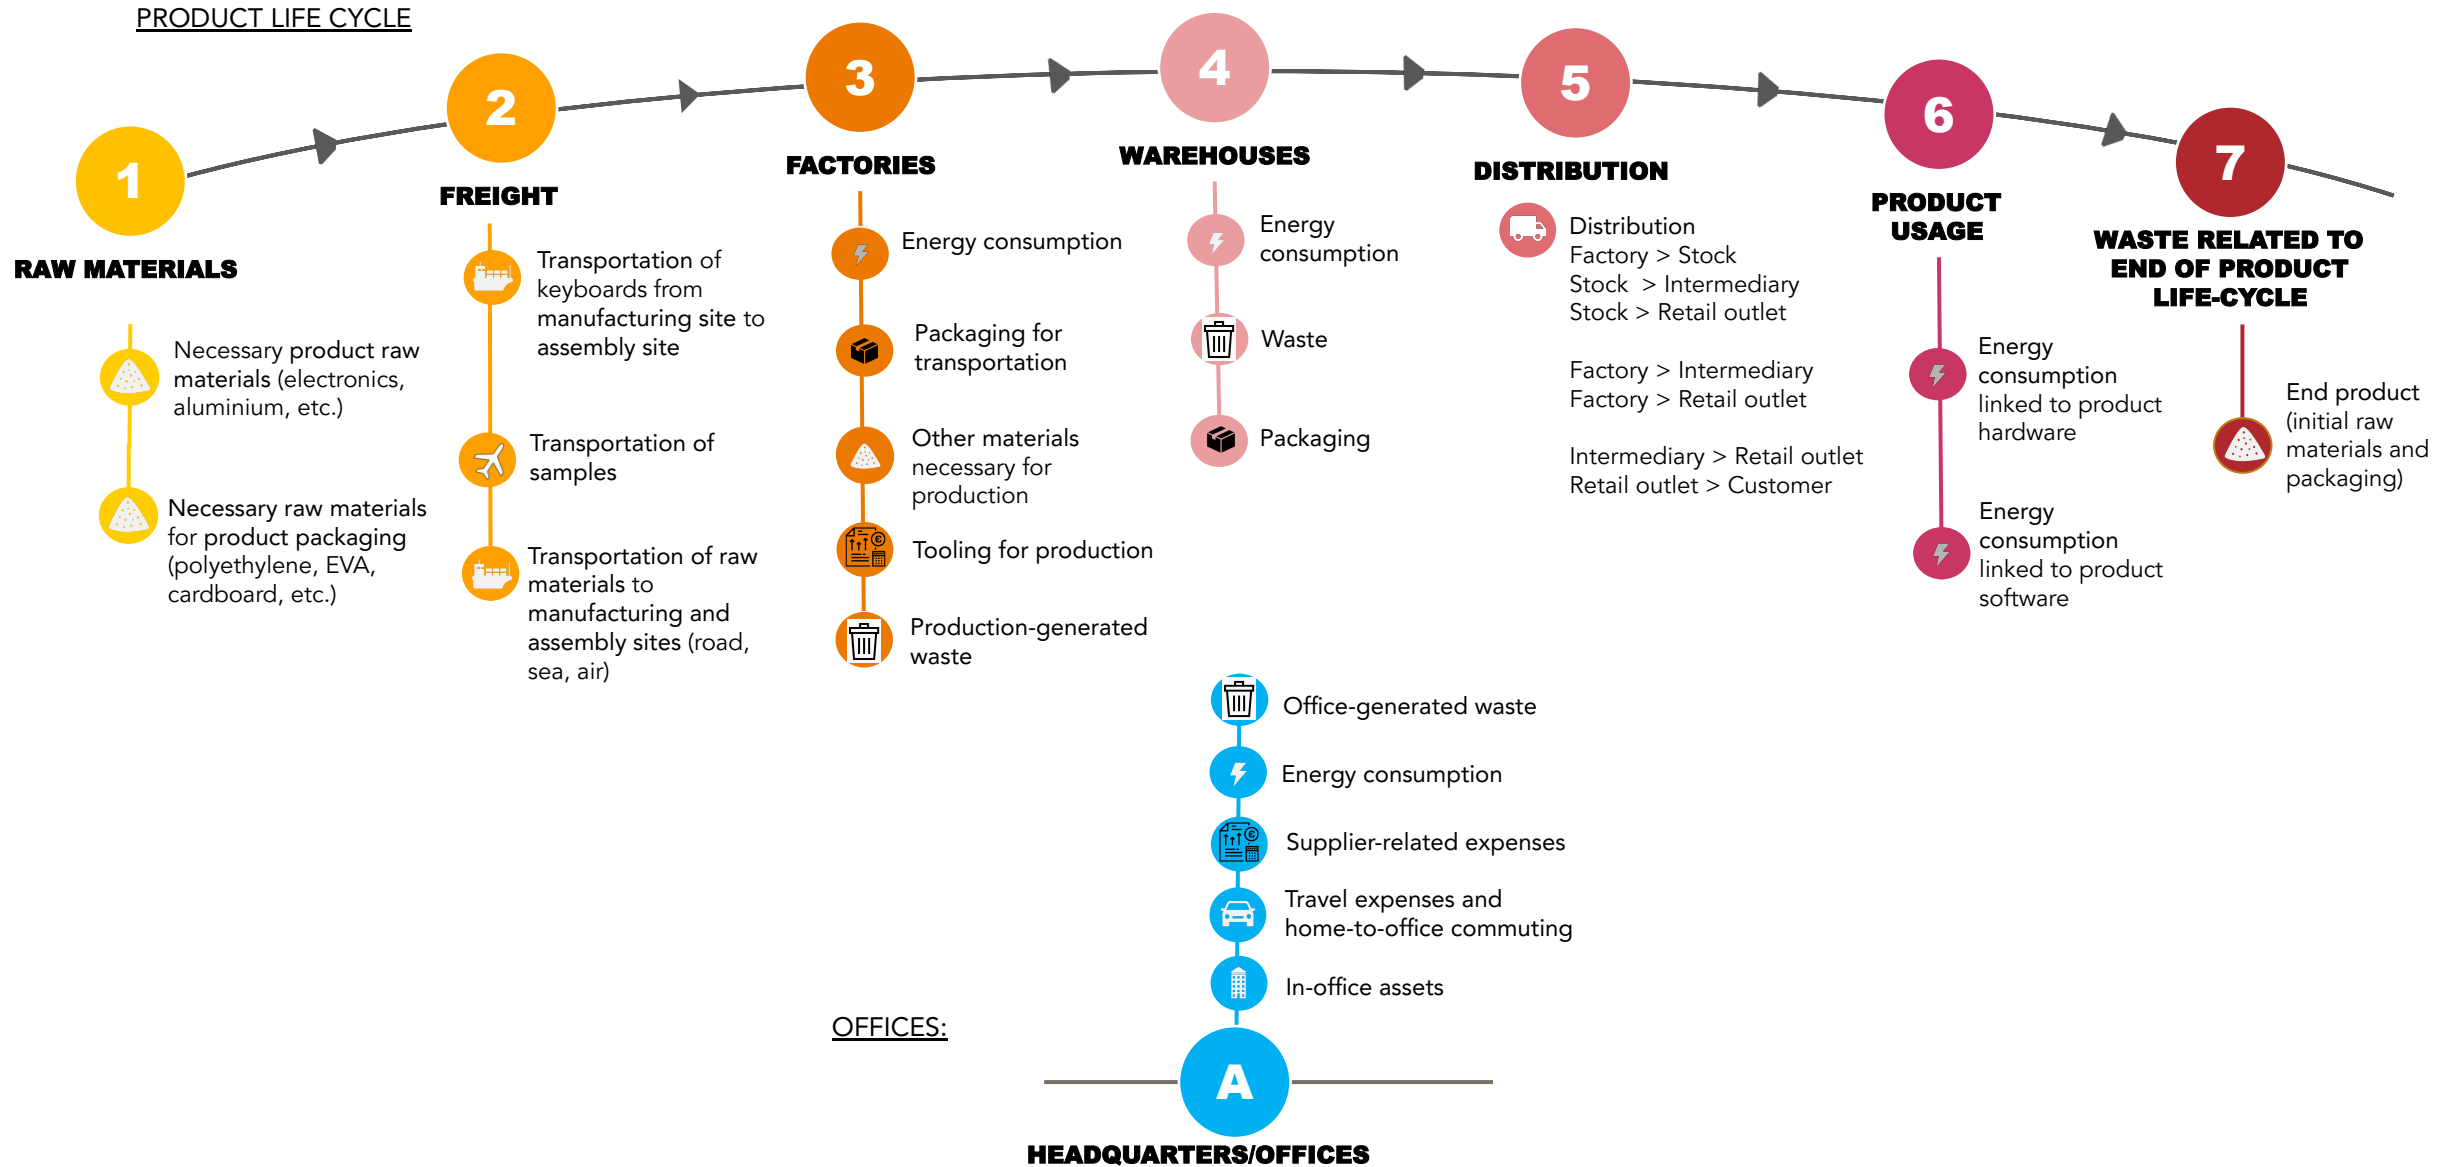 PRODUCT LIFE CYCLE
1
RAW MATERIALS
Necessary product raw
materials (electronics,
aluminium, etc.)
Necessary raw materials
for product packaging
(polyethylene, EVA,
cardboard, etc.)
2
FREIGHT
Transportation of
keyboards from
manufacturing site to
assembly site
Transportation of
samples
Transportation of raw
materials to
manufacturing and
assembly sites (road,
sea, air)
3
FACTORIES
Energy consumption
Packaging for
transportation
Other materials
necessary for
production
Tooling for production
Production-generated
waste
4
WAREHOUSES
Energy
consumption
Waste
Packaging
5
DISTRIBUTION
Distribution
Factory > Stock
Stock  > Intermediary
Stock > Retail outlet
Factory > Intermediary
Factory > Retail outlet
Intermediary > Retail outlet
Retail outlet > Customer
6
PRODUCT
USAGE
Energy
consumption
linked to product
hardware
Energy
consumption
linked to product
software
7
WASTE RELATED TO
END OF PRODUCT
LIFE-CYCLE
End product
(initial raw
materials and
packaging)
Office-generated waste
Energy consumption
Supplier-related expenses
Travel expenses and
home-to-office commuting
In-office assets
OFFICES:
A
HEADQUARTERS/OFFICES